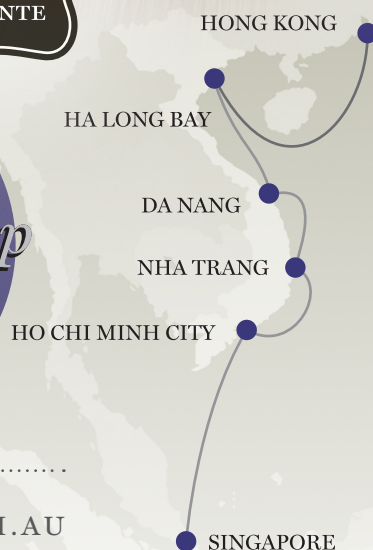 NTE
HONG KONG
HA LONG BAY
DA NANG
p
NHA TRANG
HO CHI MINH CITY
I.AU
SINGAPORE